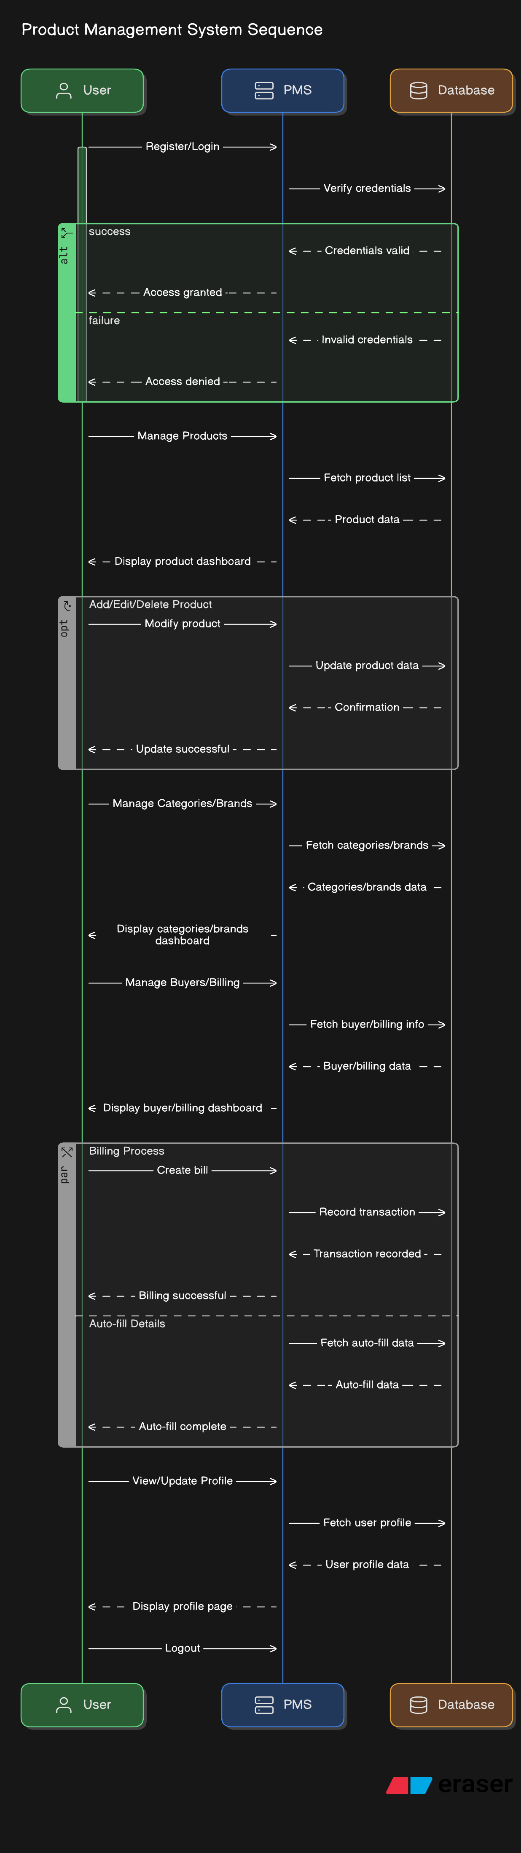 Product Management System Sequence
User
PMS
Database
Register/Login
Verify credentials
alt
success
Credentials valid
Access granted
failure
Invalid credentials
Access denied
Manage Products
Fetch product list
Product data
Display product dashboard
opt
Add/Edit/Delete Product
Modify product
Update product data
Confirmation
Update successful
Manage Categories/Brands
Fetch categories/brands
Categories/brands data
Display categories/brands
dashboard
Manage Buyers/Billing
Fetch buyer/billing info
Buyer/billing data
Display buyer/billing dashboard
par
Billing Process
Create bill
Record transaction
Transaction recorded
Billing successful
Auto-fill Details
Fetch auto-fill data
Auto-fill data
Auto-fill complete
View/Update Profile
Fetch user profile
User profile data
Display profile page
Logout
User
PMS
Database
eraser